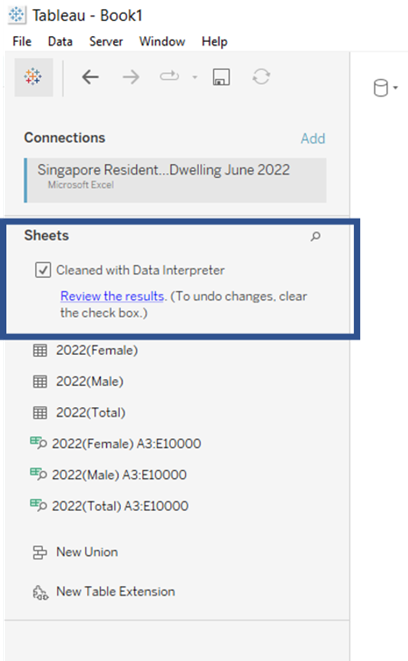 Tableau - Book1
File Data Server Window Help
Connections Add
Singapore Resident...Dwelling June 2022
Microsoft Excel
Sheets
Cleaned with Data Interpreter
Review the results. (To undo changes, clear
the check box.)
2022(Female)
2022(Male)
2022(Total)
2022(Female) A3:E10000
2022(Male) A3:E10000
2022(Total) A3:E10000
New Union
New Table Extension